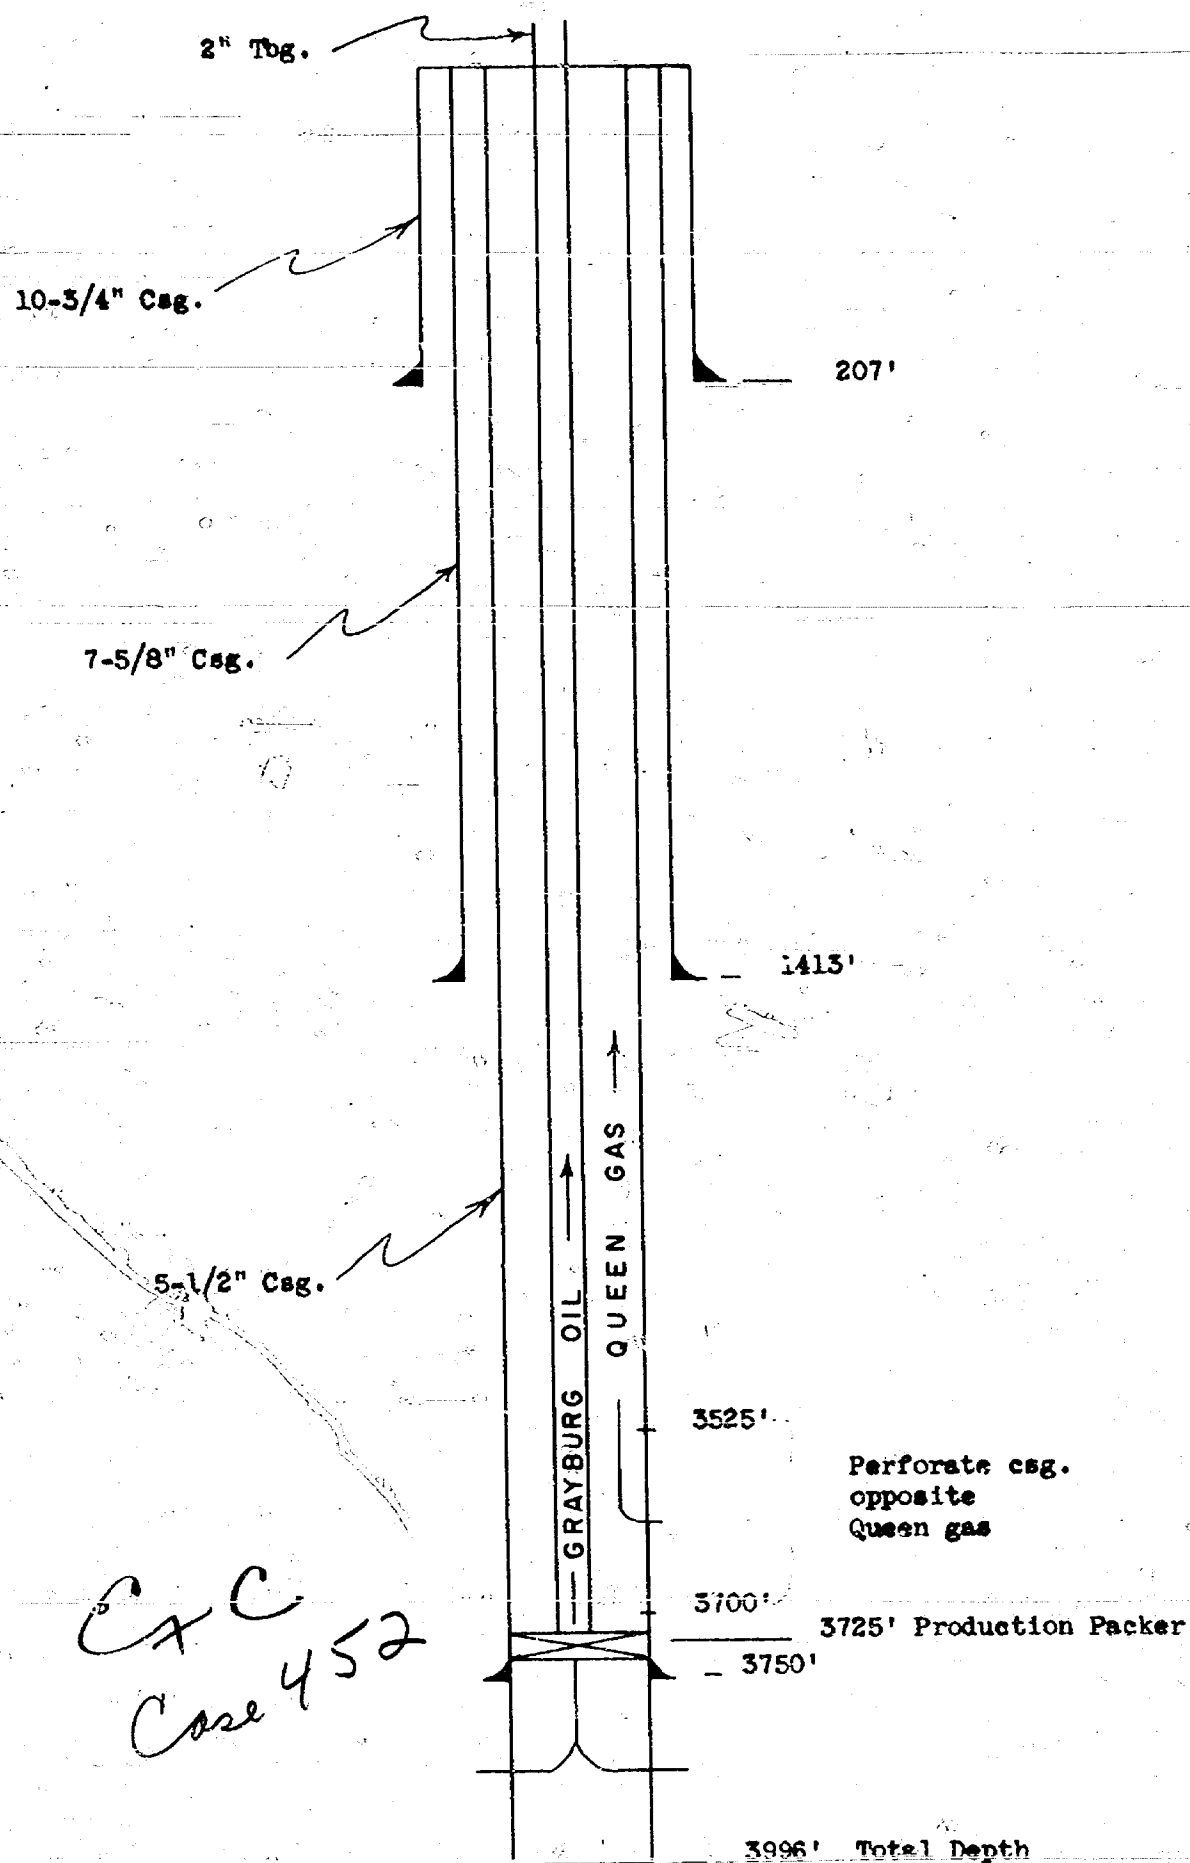 2" Tbg.
10-3/4" Csg.
207'
7-5/8" Csg.
1413'
5-1/2" Csg.
GRAYBURG OIL
QUEEN GAS
3525'
Perforate csg.
opposite
Queen gas
3700'
3725' Production Packer
3750'
Ex C
Case 452
3996' Total Depth